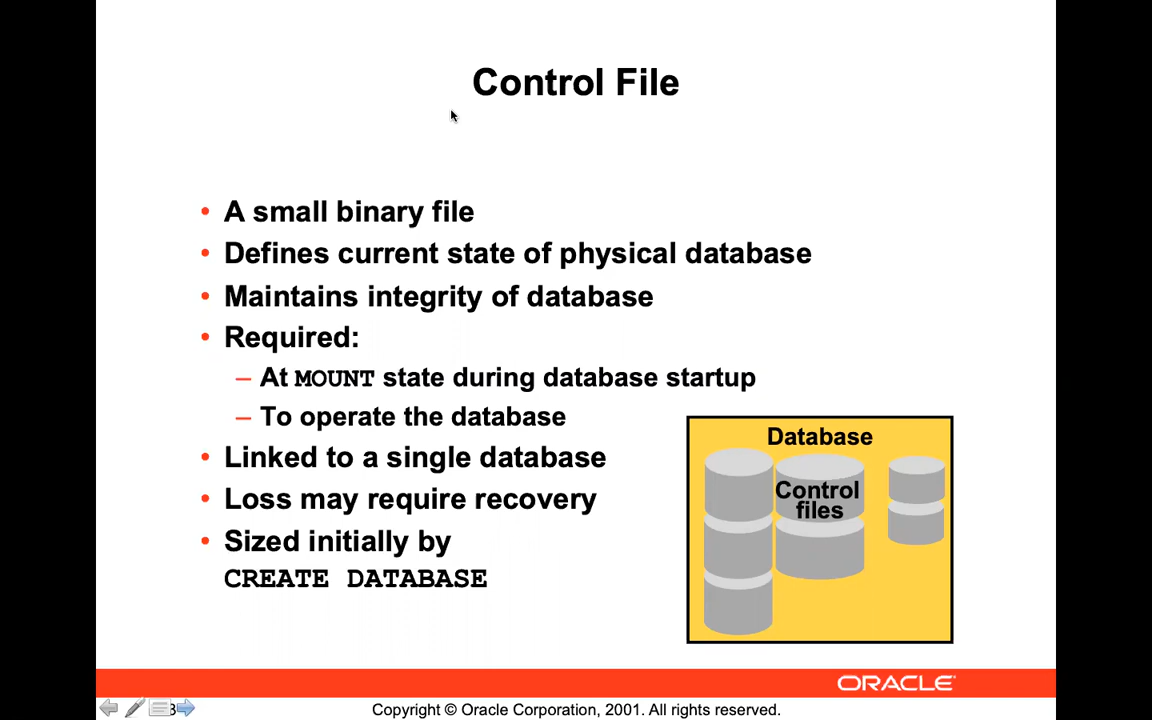 Control File
• A small binary file
• Defines current state of physical database
• Maintains integrity of database
• Required:
– At MOUNT state during database startup
– To operate the database
• Linked to a single database
• Loss may require recovery
• Sized initially by
CREATE DATABASE
Database
Control
files
ORACLE
Copyright © Oracle Corporation, 2001. All rights reserved.